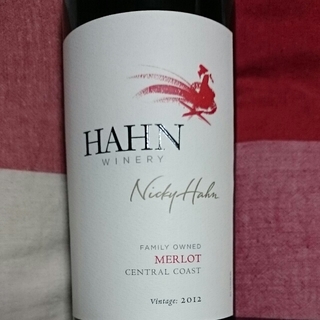 HAHN
WINERY
Nicky Hahn
FAMILY OWNED
MERLOT
CENTRAL COAST
Vintage: 2012